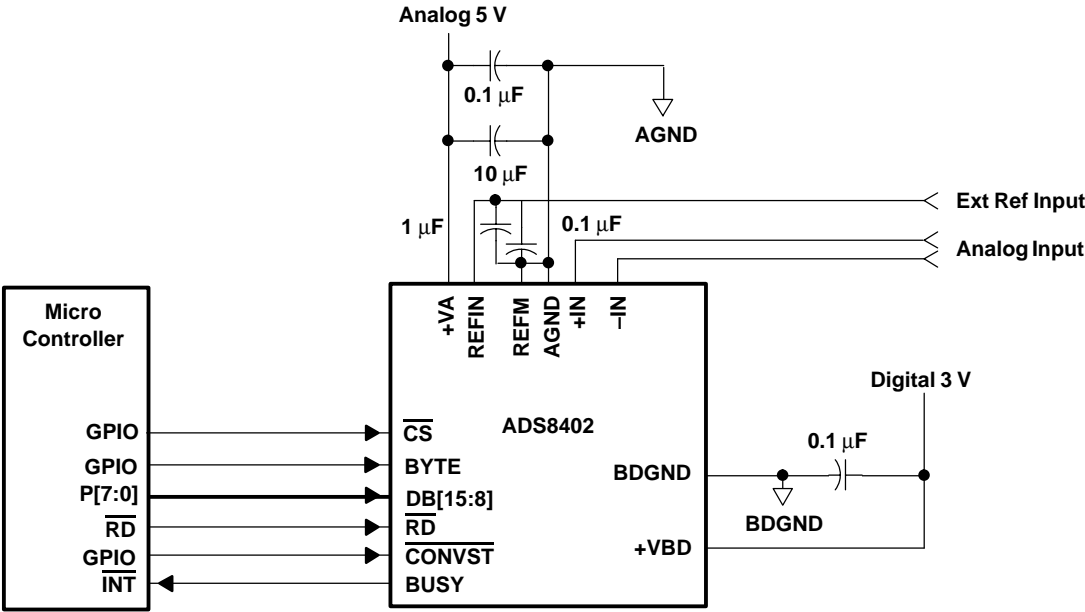 Analog 5 V
0.1 μF
AGND
10 μF
1 μF
0.1 μF
Ext Ref Input
Analog Input
+VA
REFIN
REFM
AGND
+IN
–IN
Micro
Controller
Digital 3 V
ADS8402
0.1 μF
GPIO
CS
GPIO
BYTE
BDGND
P[7:0]
DB[15:8]
BDGND
RD
RD
GPIO
CONVST
+VBD
INT
BUSY